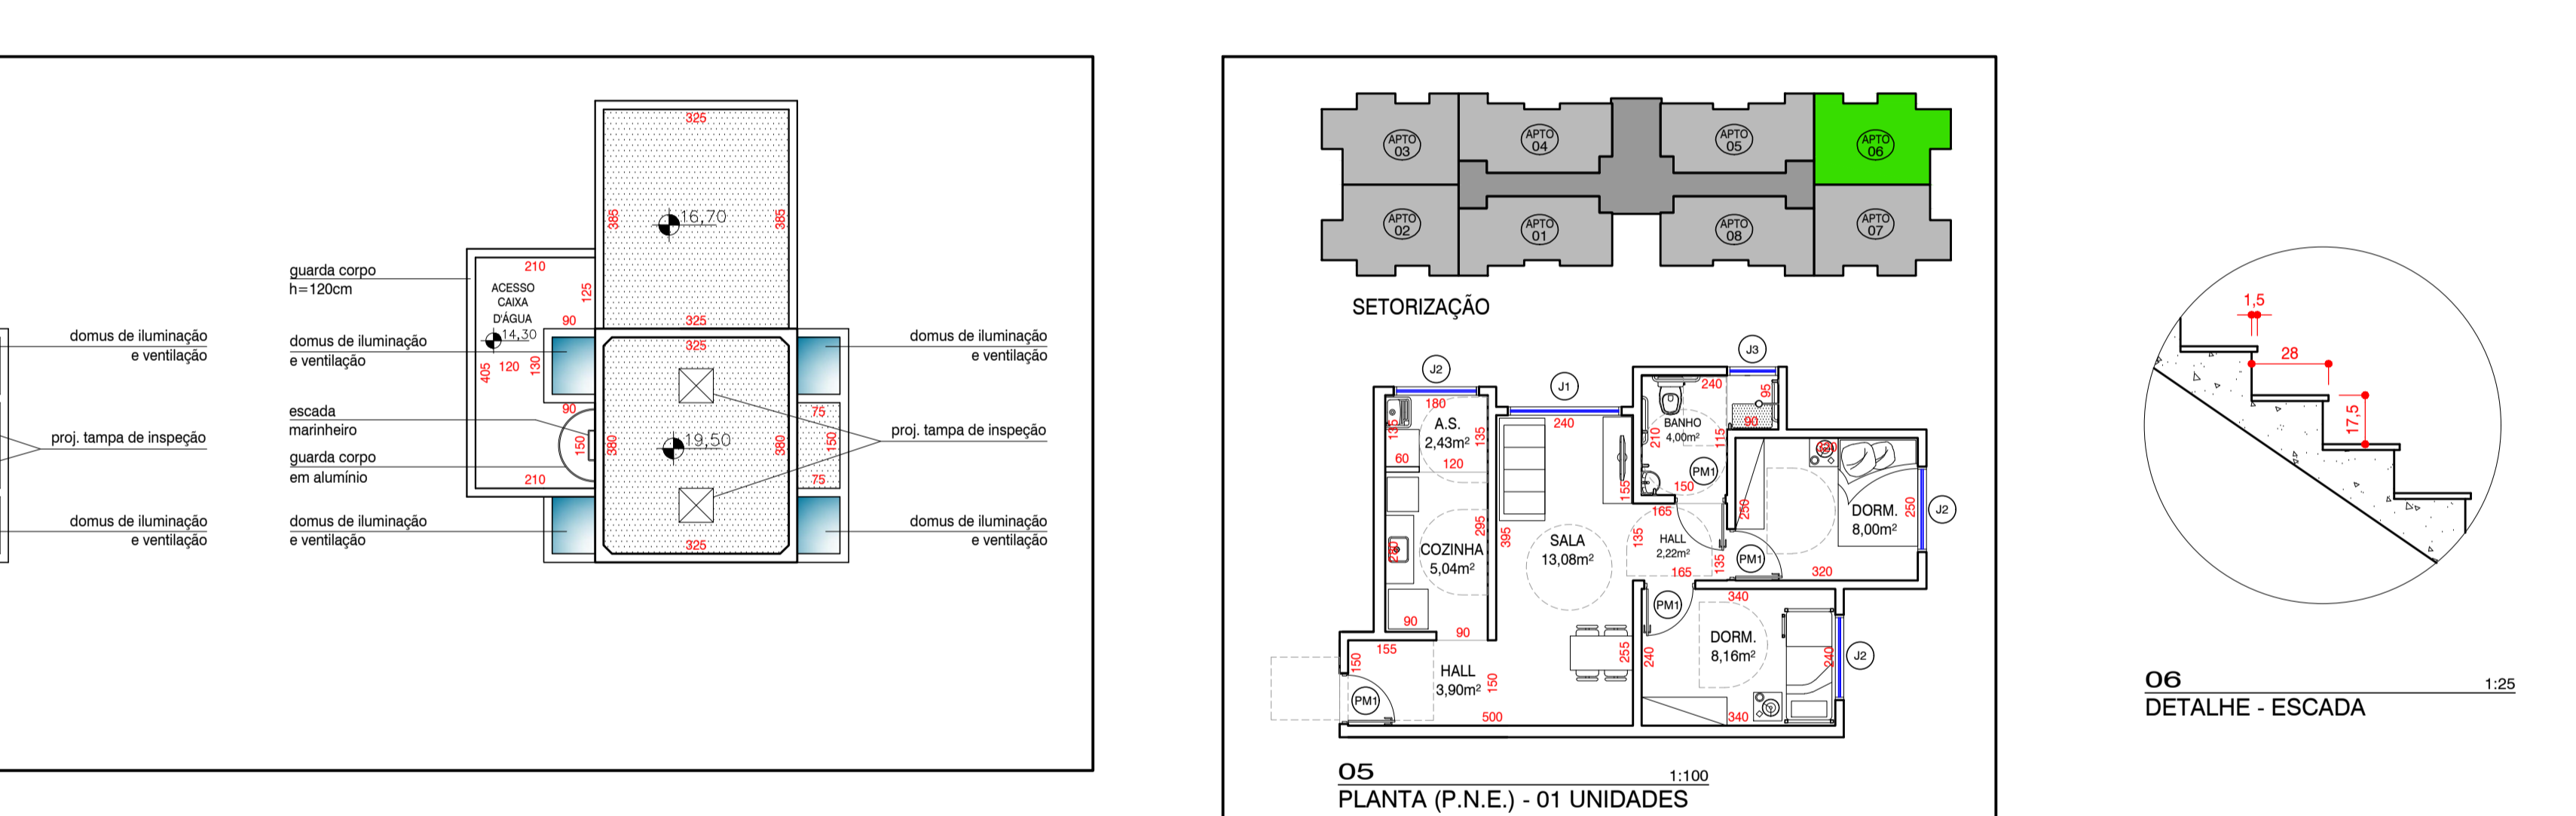 domus de iluminação
e ventilação
proj. tampa de inspeção
domus de iluminação
e ventilação
guarda corpo
h=120cm
domus de iluminação
e ventilação
escada
marinheiro
guarda corpo
em alumínio
domus de iluminação
e ventilação
210
ACESSO
CAIXA
D'ÁGUA
14,30
125
90
405
120
130
90
150
210
325
385
16,70
385
325
325
380
19,50
380
325
75
150
75
domus de iluminação
e ventilação
proj. tampa de inspeção
domus de iluminação
e ventilação
APTO
03
APTO
04
APTO
05
APTO
06
APTO
02
APTO
01
APTO
08
APTO
07
SETORIZAÇÃO
J2
J1
J3
180
A.S.
2,43m²
135
135
60
120
240
240
95
BANHO
4,00m²
90
210
115
PM1
150
155
165
COZINHA
5,04m²
295
395
90
90
SALA
13,08m²
135
HALL
2,22m²
135
165
250
DORM.
8,00m²
250
J2
PM1
320
155
150
HALL
3,90m²
150
PM1
500
255
PM1
340
DORM.
8,16m²
240
240
J2
340
05
1:100
PLANTA (P.N.E.) - 01 UNIDADES
1,5
28
17,5
06
1:25
DETALHE - ESCADA